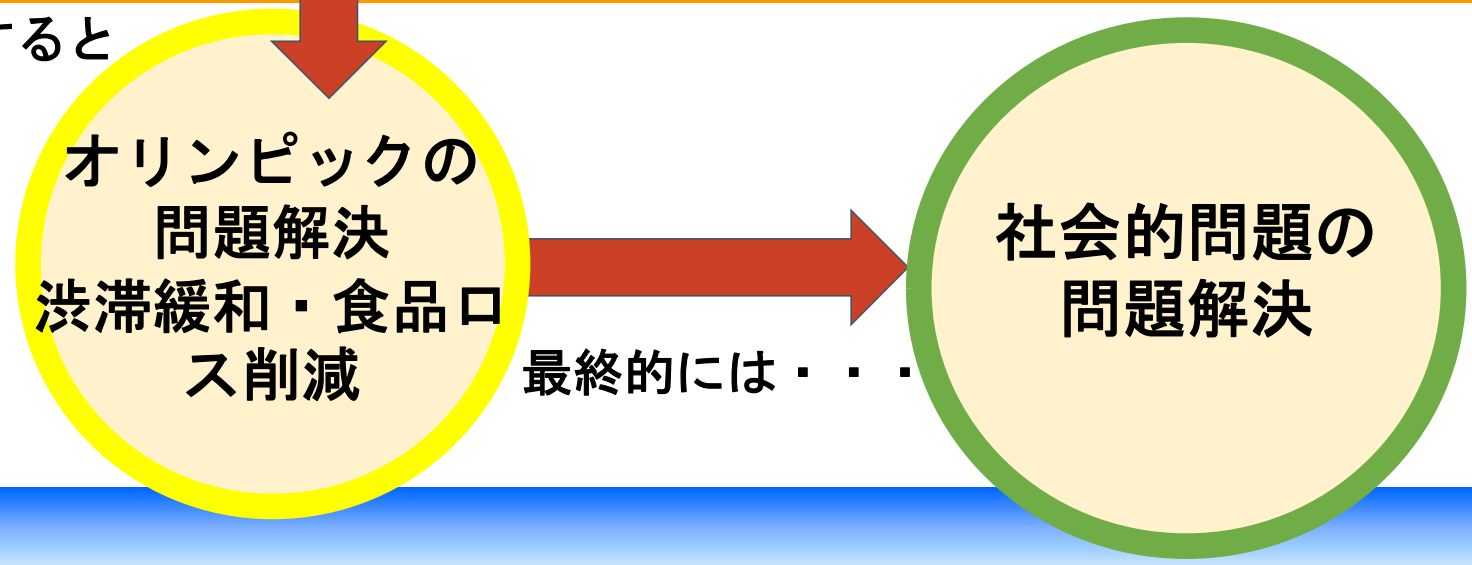 すると
オリンピックの
問題解決
渋滞緩和・食品ロ
ス削減
最終的には・・・
社会的問題の
問題解決